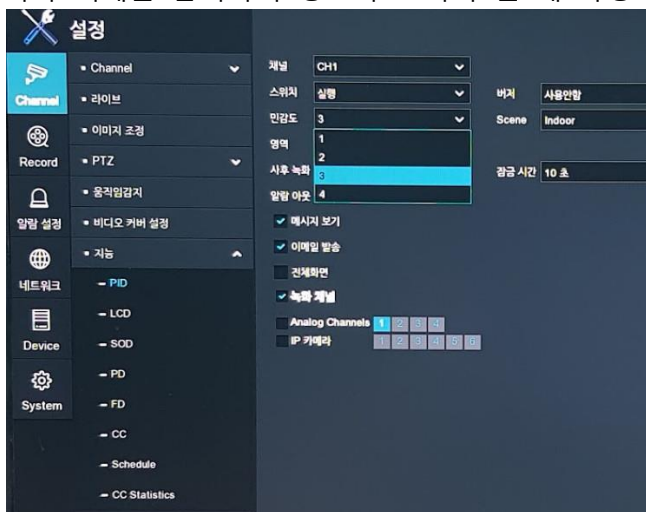 설정
Channel
라이브
이미지 조정
PTZ
움직임감지
비디오 커버 설정
지능
PID
LCD
SOD
PD
FD
CC
Schedule
CC Statistics
Channel
Record
알람 설정
네트워크
Device
System
채널 CH1
스위치 실행 버저 사용안함
민감도 3 Scene Indoor
영역 1
2
사후 녹화 3 잠금 시간 10 초
알람 아웃 4
메시지 보기
이메일 발송
전체화면
녹화 채널
Analog Channels 1 2 3 4
IP 카메라 1 2 3 4 5 6